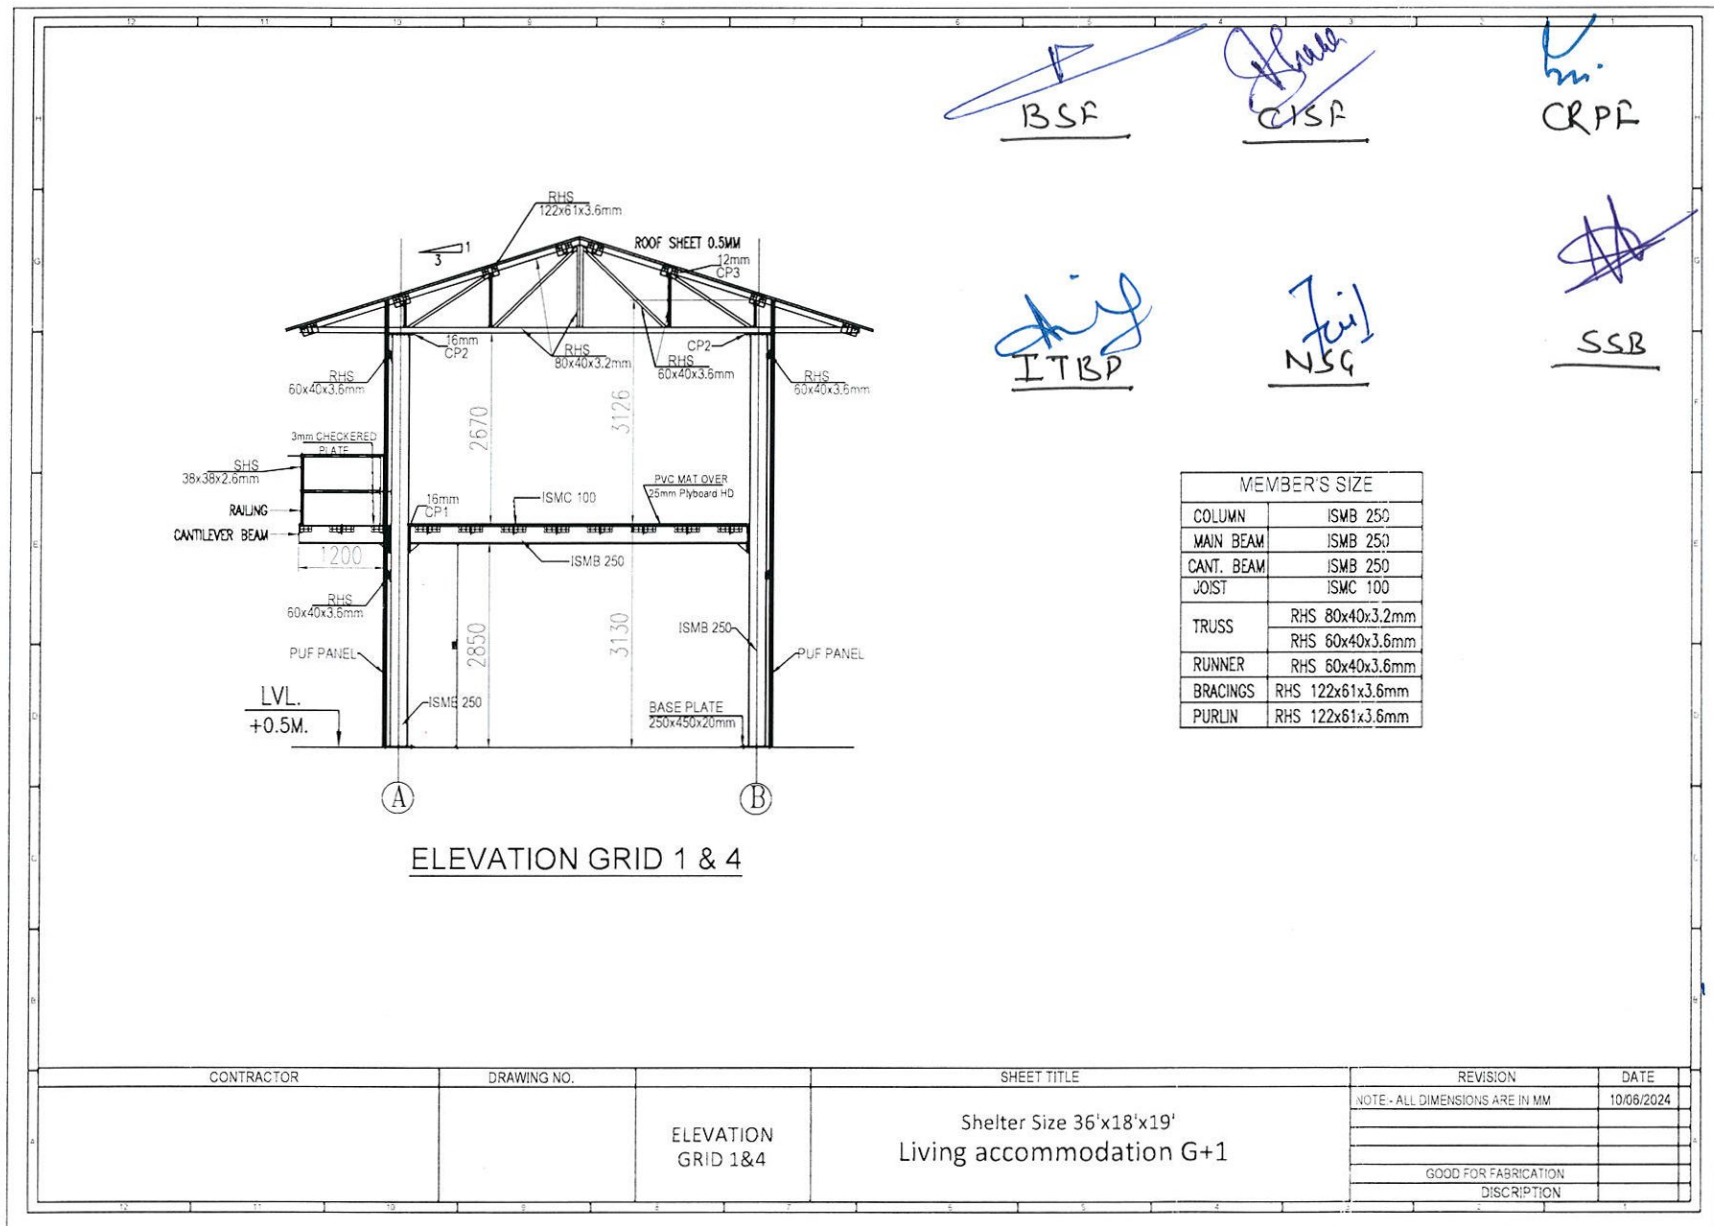 BSF
CISF
CRPF
ITBP
NSG
SSB
RHS
122x61x3.6mm
1
3
ROOF SHEET 0.5MM
12mm
CP3
16mm
CP2
RHS
80x40x3.2mm
CP2
RHS
60x40x3.6mm
RHS
60x40x3.6mm
RHS
60x40x3.6mm
2670
3126
3mm CHECKERED
PLATE
SHS
38x38x2.6mm
RAILING
CANTILEVER BEAM
16mm
CP1
ISMC 100
PVC MAT OVER
25mm Plyboard HD
1200
ISMB 250
RHS
60x40x3.6mm
2850
3130
ISMB 250
PUF PANEL
PUF PANEL
LVL.
+0.5M.
ISMB 250
BASE PLATE
250x450x20mm
A
B
ELEVATION GRID 1 & 4
MEMBER'S SIZE
COLUMN ISMB 250
MAIN BEAM ISMB 250
CANT. BEAM ISMB 250
JOIST ISMC 100
TRUSS RHS 80x40x3.2mm
RHS 60x40x3.6mm
RUNNER RHS 60x40x3.6mm
BRACINGS RHS 122x61x3.6mm
PURLIN RHS 122x61x3.6mm
CONTRACTOR
DRAWING NO.
ELEVATION
GRID 1&4
SHEET TITLE
Shelter Size 36'x18'x19'
Living accommodation G+1
REVISION DATE
NOTE:- ALL DIMENSIONS ARE IN MM 10/06/2024
GOOD FOR FABRICATION
DISCRIPTION